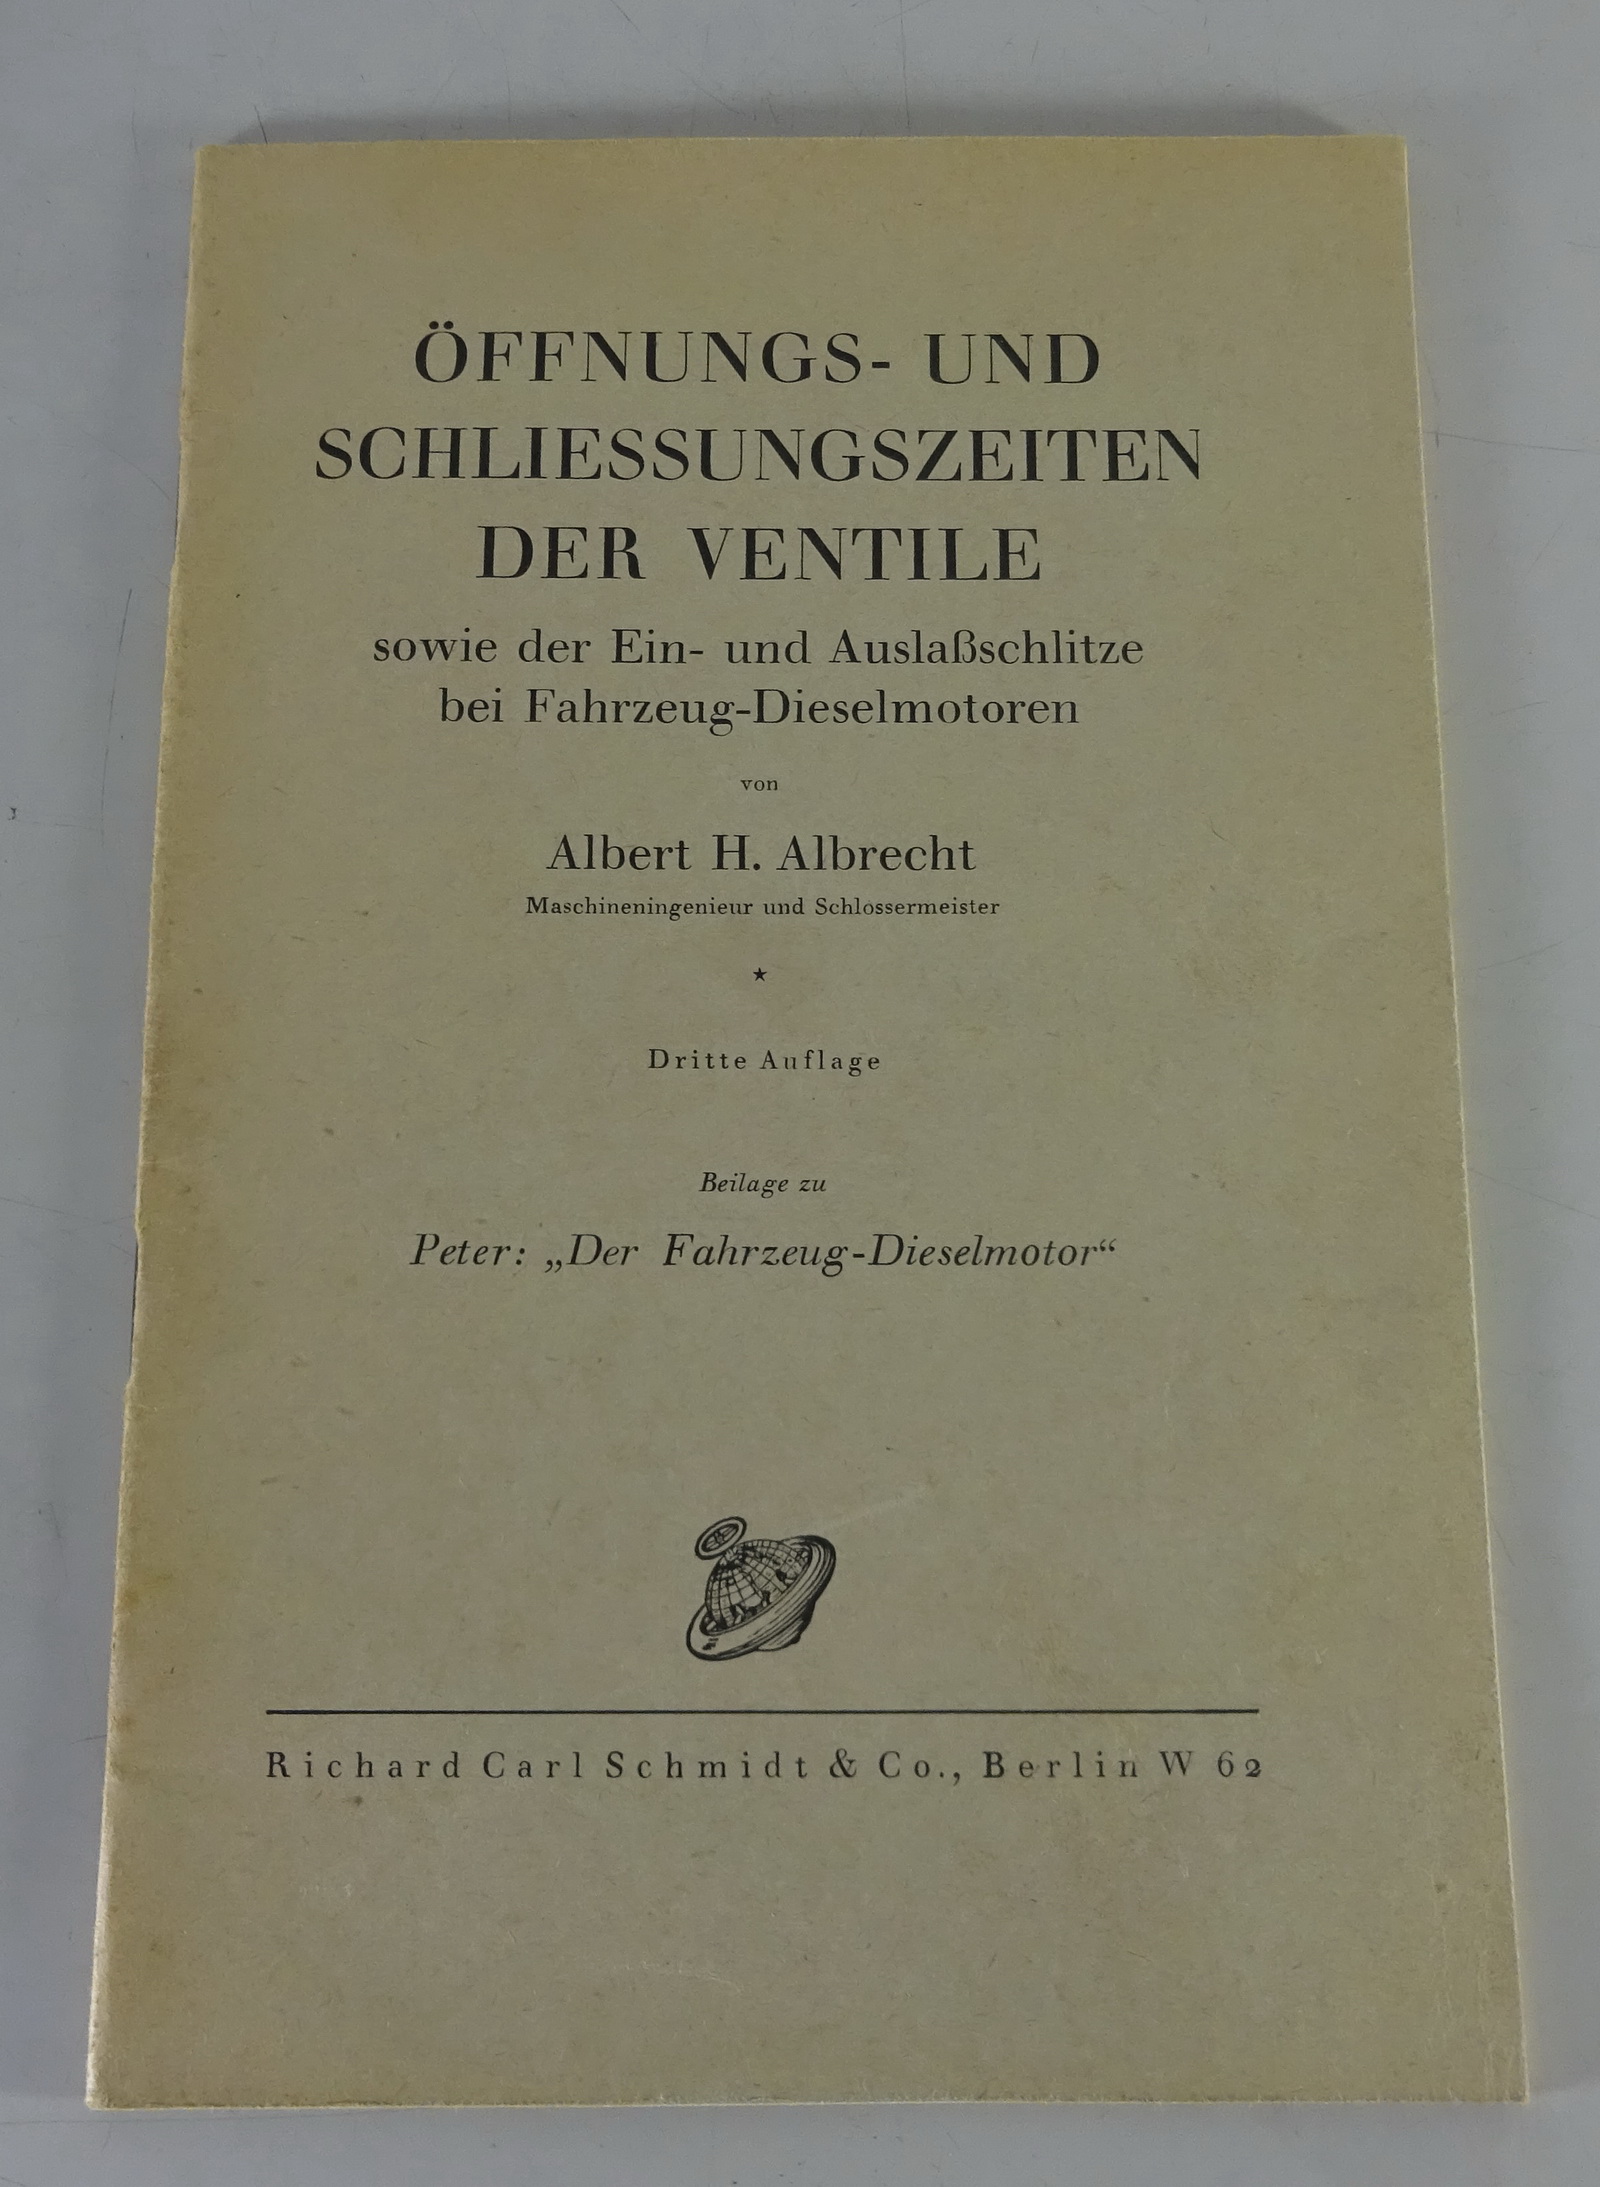 ÖFFNUNGS- UND
SCHLIESSUNGSZEITEN
DER VENTILE
sowie der Ein- und Auslaßschlitze
bei Fahrzeug-Dieselmotoren
von
Albert H. Albrecht
Maschineningenieur und Schlossermeister
★
Dritte Auflage
Beilage zu
Peter: „Der Fahrzeug-Dieselmotor“
Richard Carl Schmidt & Co., Berlin W 62